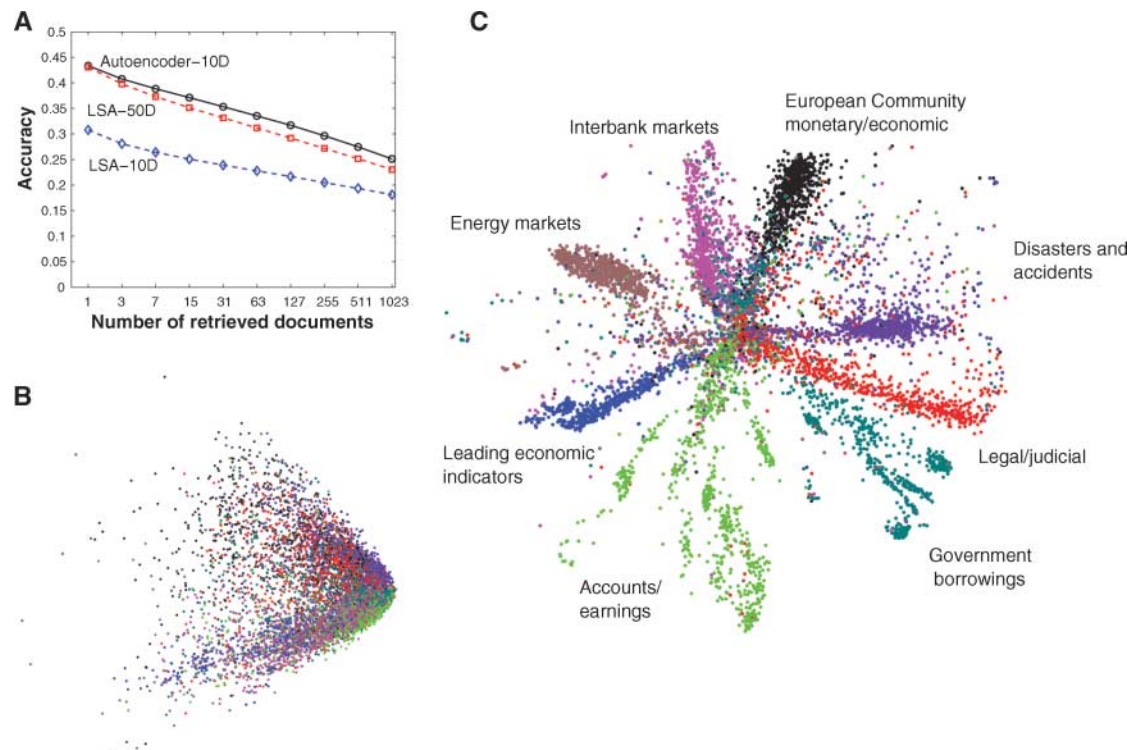 A
0.5
0.45
0.4
0.35
0.3
0.25
0.2
0.15
0.1
0.05
0
Accuracy
Autoencoder-10D
LSA-50D
LSA-10D
1 3 7 15 31 63 127 255 511 1023
Number of retrieved documents
B
C
European Community
monetary/economic
Interbank markets
Energy markets
Disasters and
accidents
Leading economic
indicators
Legal/judicial
Government
borrowings
Accounts/
earnings